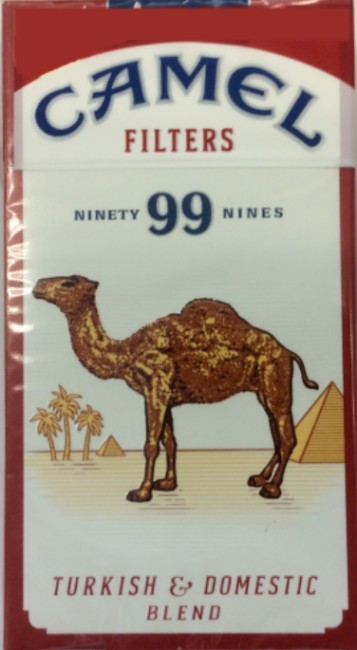 CAMEL
FILTERS
NINETY 99 NINES
TURKISH & DOMESTIC
BLEND